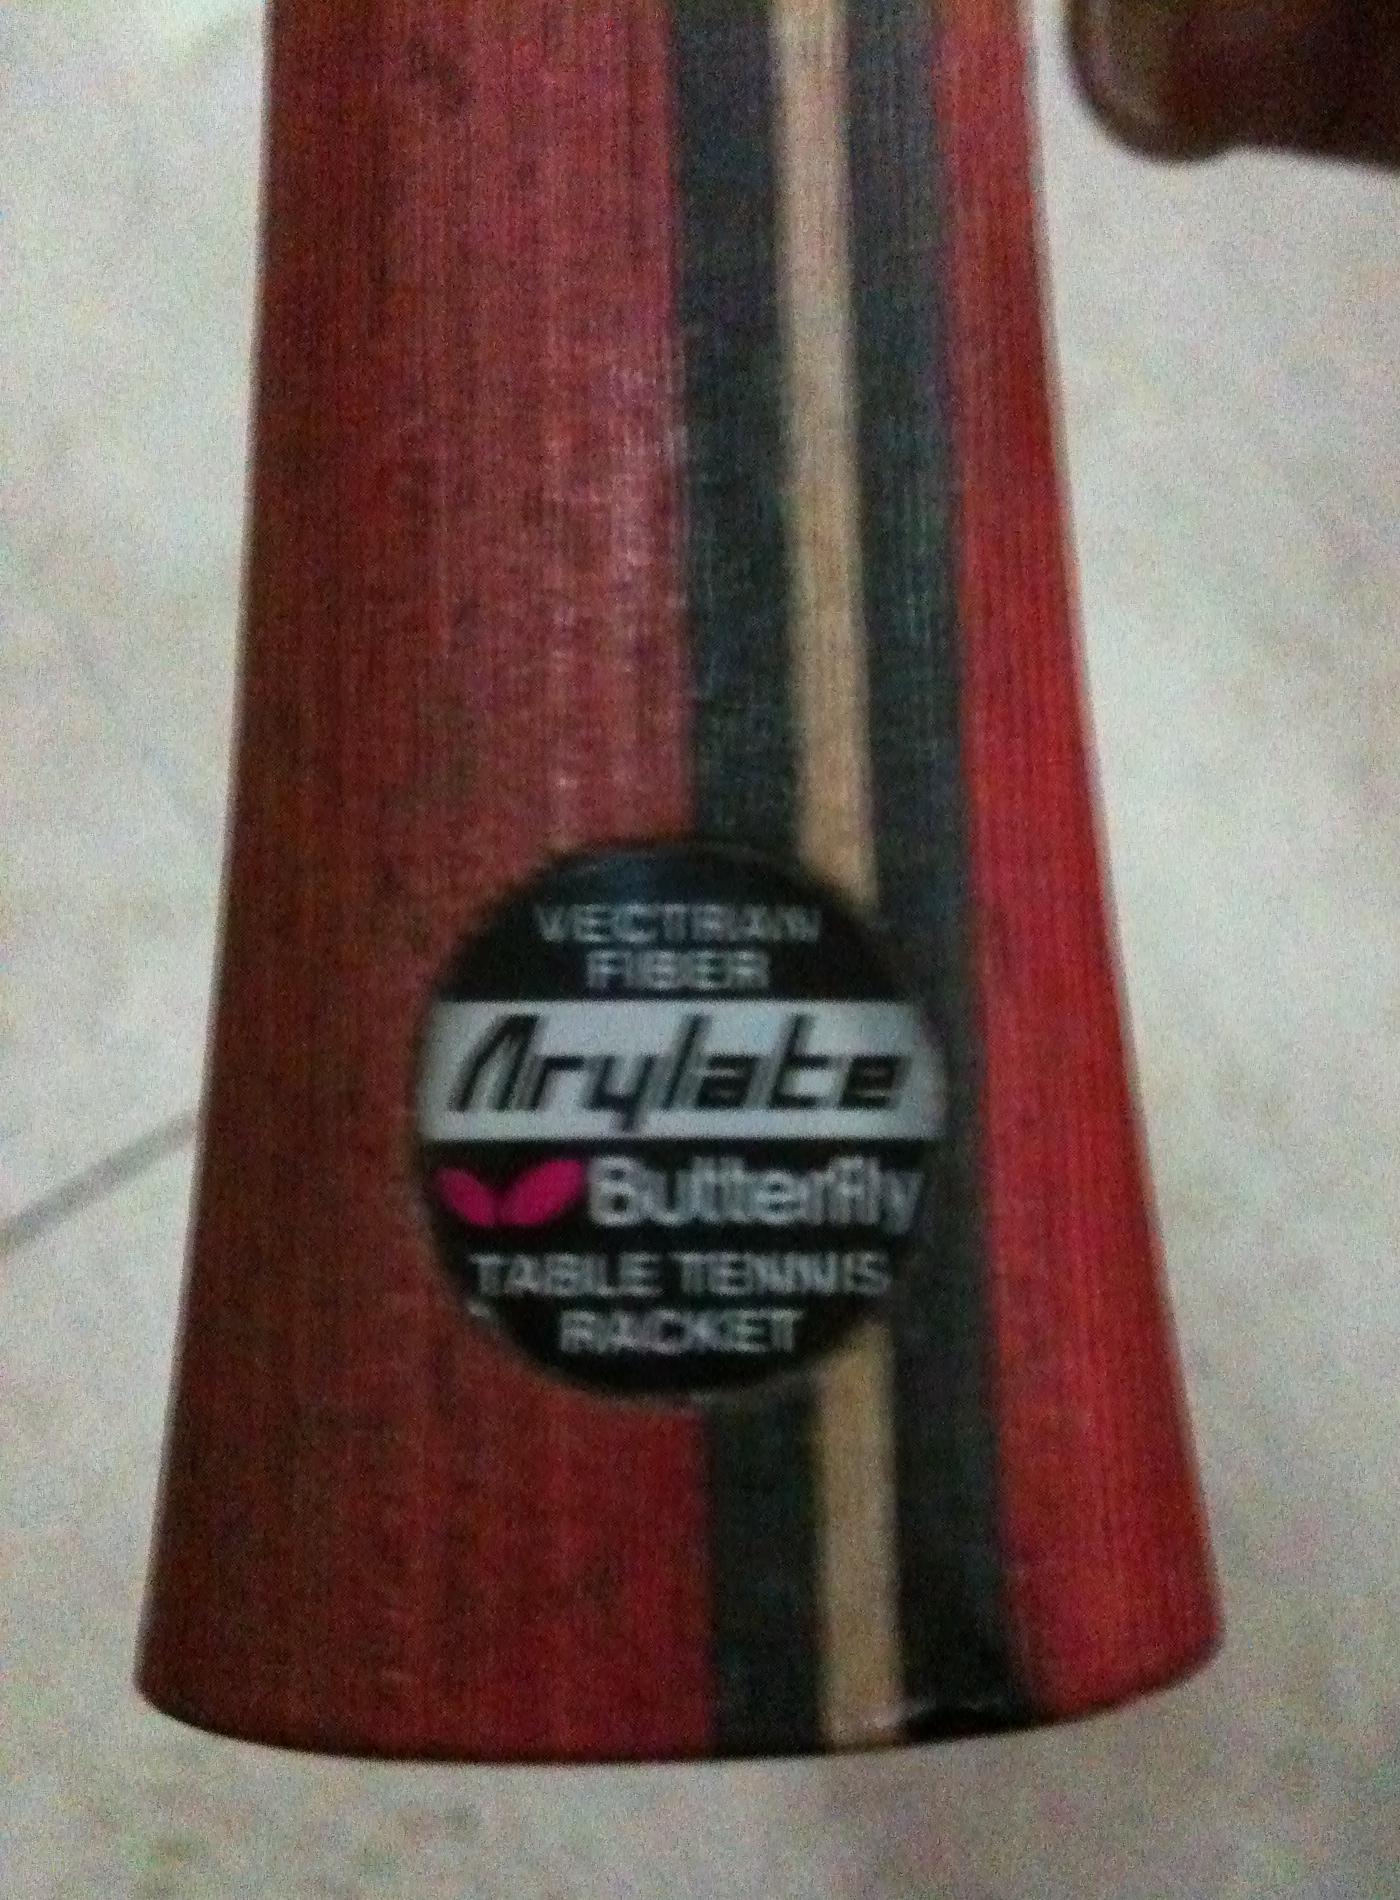 VECTRAN
FIBER
Arylate
Butterfly
TABLE TENNIS
RACKET